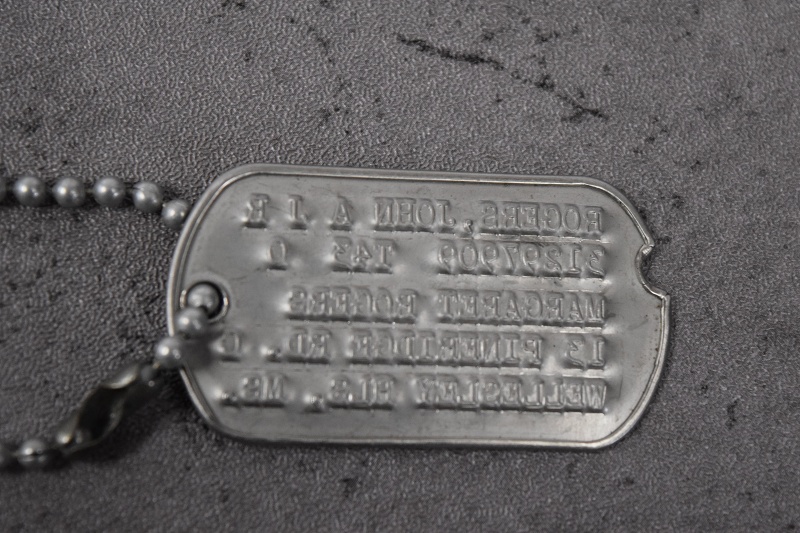 ROGERS, JOHN A J R
31297909 T43 O
MARGARET ROGERS
13 PINERIDGE RD. C
WELLESLEY HLS, MS.